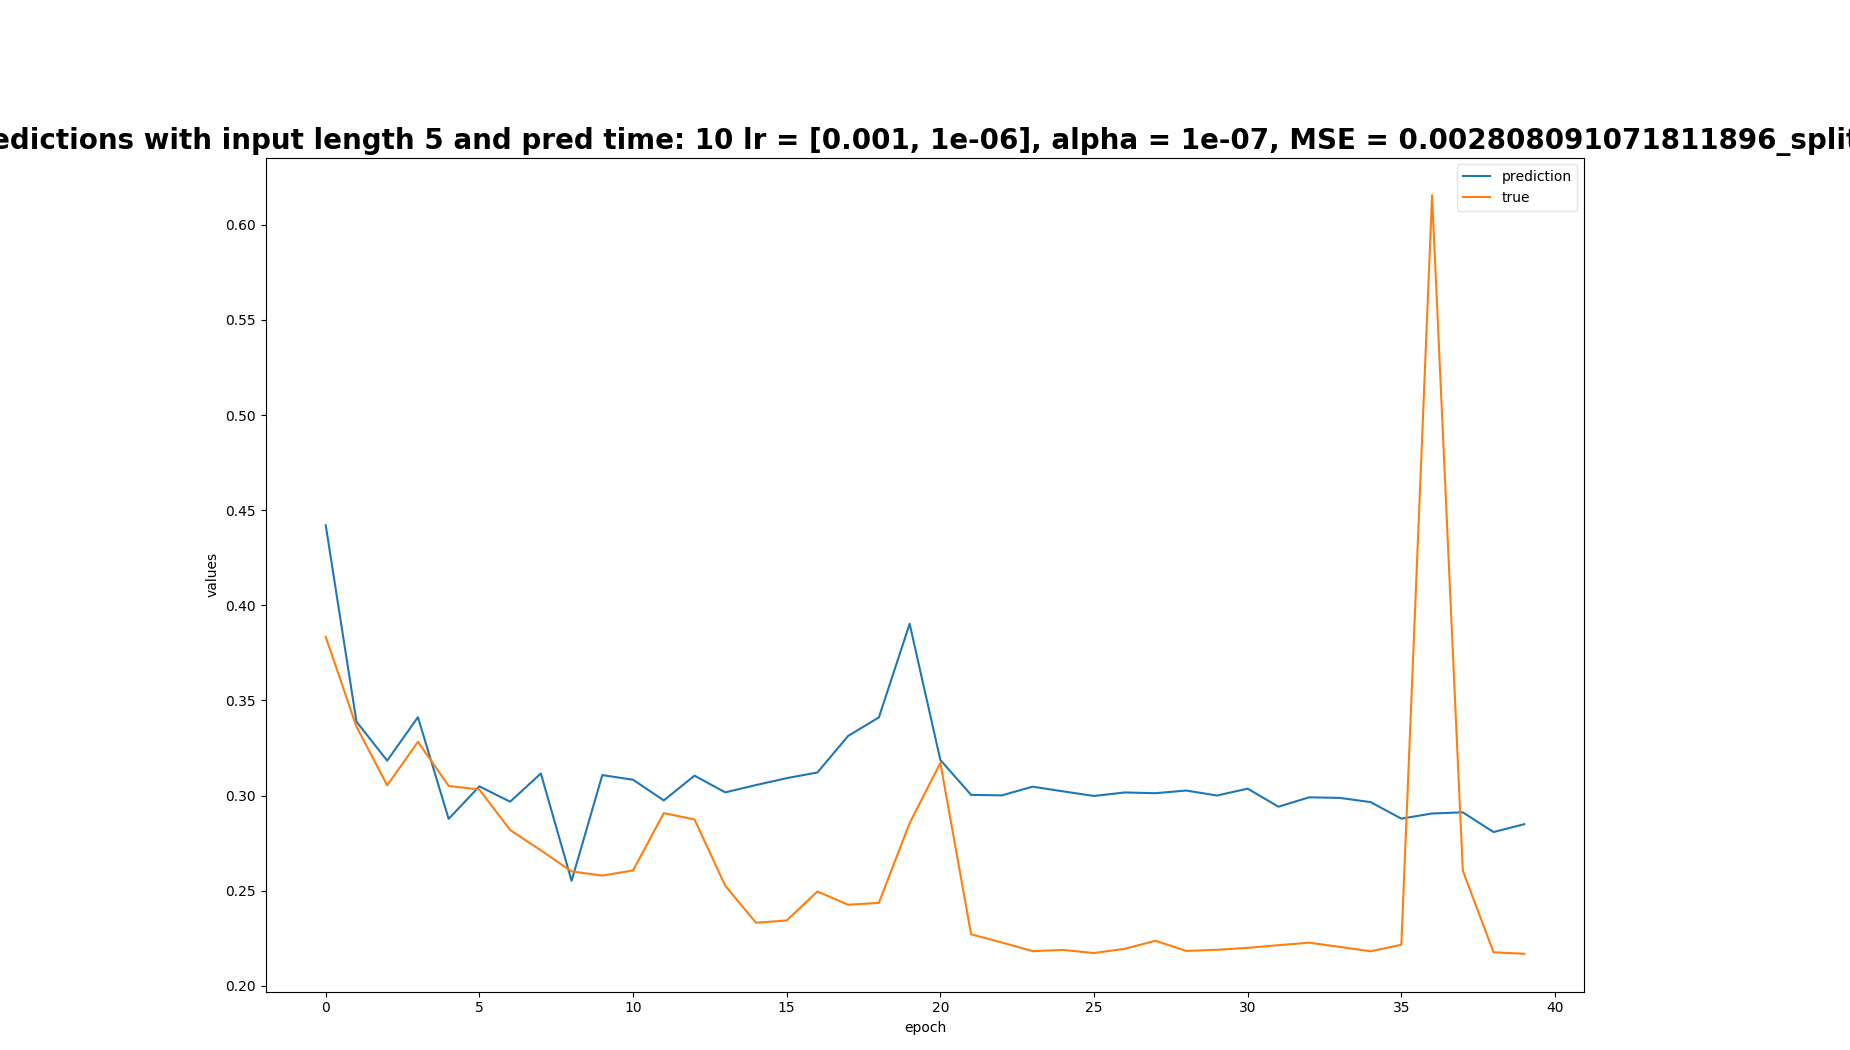 edictions with input length 5 and pred time: 10 lr = [0.001, 1e-06], alpha = 1e-07, MSE = 0.002808091071811896_split
prediction
true
0.60
0.55
0.50
0.45
0.40
0.35
0.30
0.25
0.20
values
0 5 10 15 20 25 30 35 40
epoch